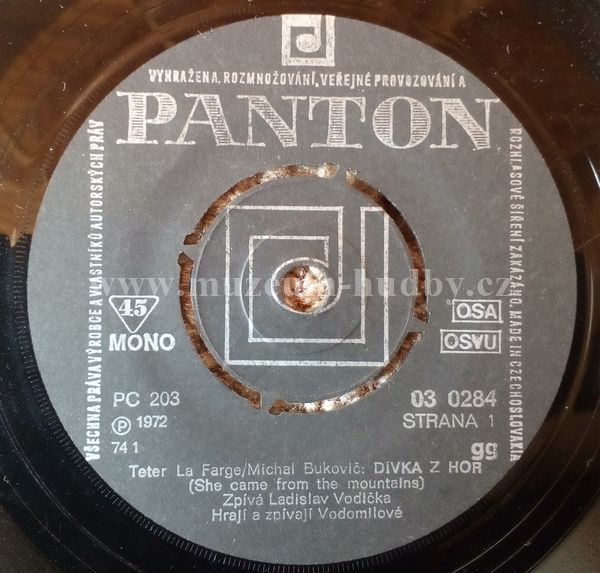 VYHRAŽENA. ROZMNOŽOVÁNÍ, VEŘEJNÉ PROVOZOVÁNÍ A
PANTON
VŠECHNA PRÁVA VÝROBCE A VLASTNÍKŮ AUTORSKÝCH PRÁV
ROZHLASOVÉ ŠÍŘENÍ ZAKÁZÁNO. MADE IN CZECHOSLOVAKIA
www.muzeum-hudby.cz
45
MONO
OSA
OSVU
PC 203
03 0284
Ⓟ 1972
STRANA 1
74 1
gg
Teter La Farge/Michal Bukovič: DÍVKA Z HOR
(She came from the mountains)
Zpívá Ladislav Vodička
Hrají a zpívají Vodomilové